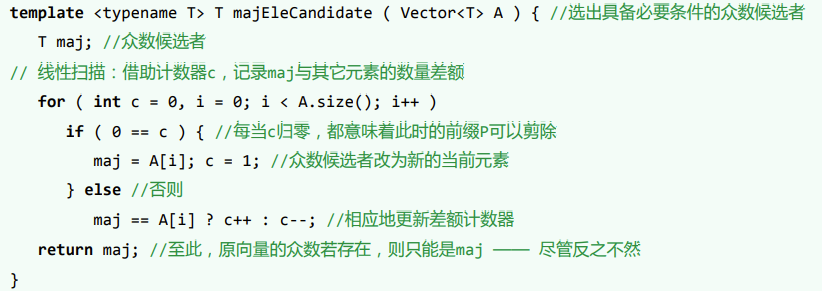 template <typename T> T majEleCandidate ( Vector<T> A ) { //选出具备必要条件的众数候选者
T maj; //众数候选者
// 线性扫描：借助计数器c，记录maj与其它元素的数量差额
for ( int c = 0, i = 0; i < A.size(); i++ )
if ( 0 == c ) { //每当c归零，都意味着此时的前缀P可以剪除
maj = A[i]; c = 1; //众数候选者改为新的当前元素
} else //否则
maj == A[i] ? c++ : c--; //相应地更新差额计数器
return maj; //至此，原向量的众数若存在，则只能是maj —— 尽管反之不然
}